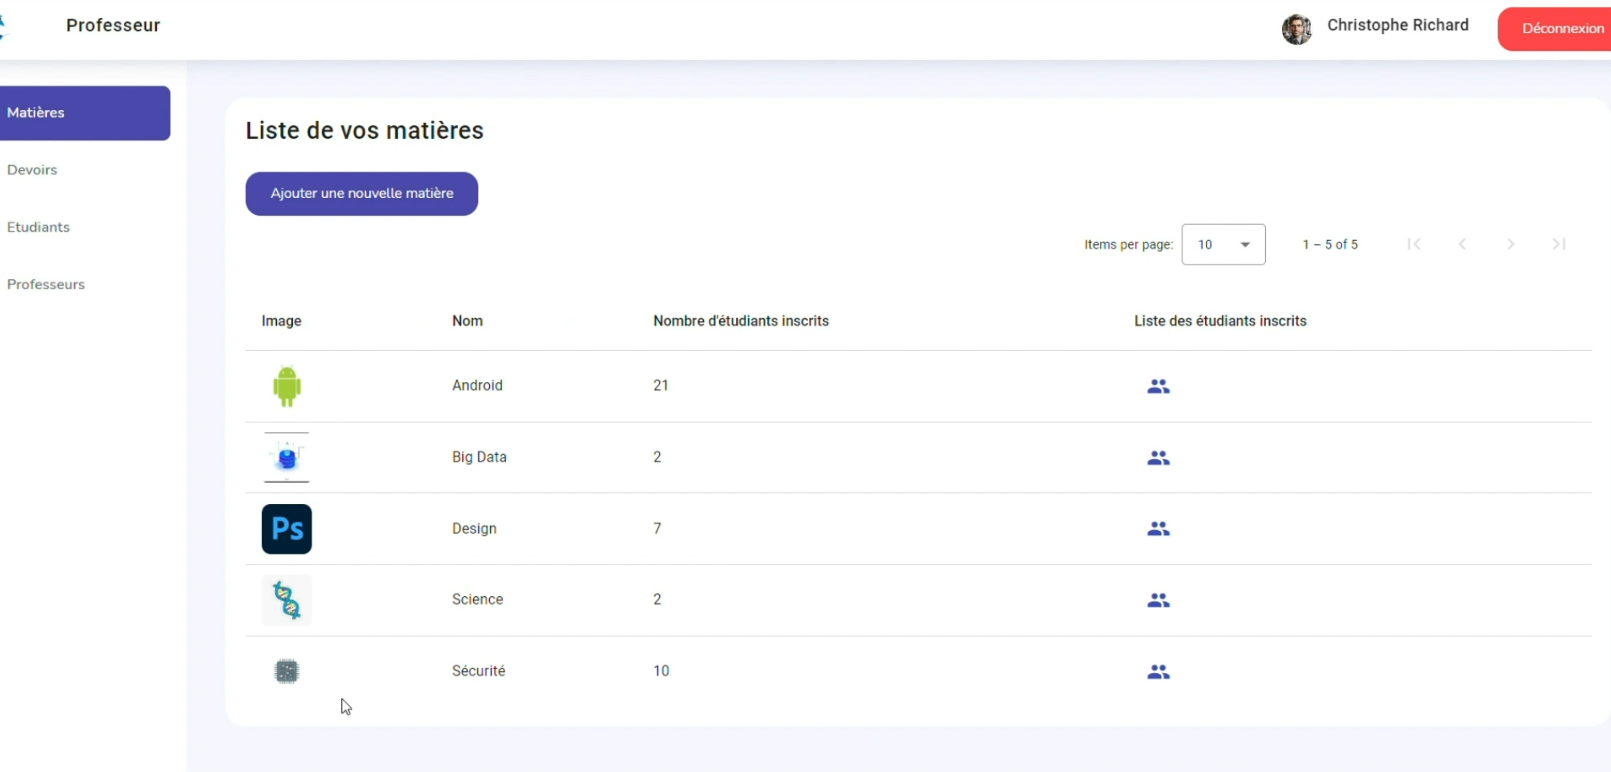 Professeur
Christophe Richard
Déconnexion
Matières
Devoirs
Etudiants
Professeurs
Liste de vos matières
Ajouter une nouvelle matière
Items per page: 10 1 – 5 of 5
Image Nom Nombre d'étudiants inscrits Liste des étudiants inscrits
Android 21
Big Data 2
Ps Design 7
Science 2
Sécurité 10